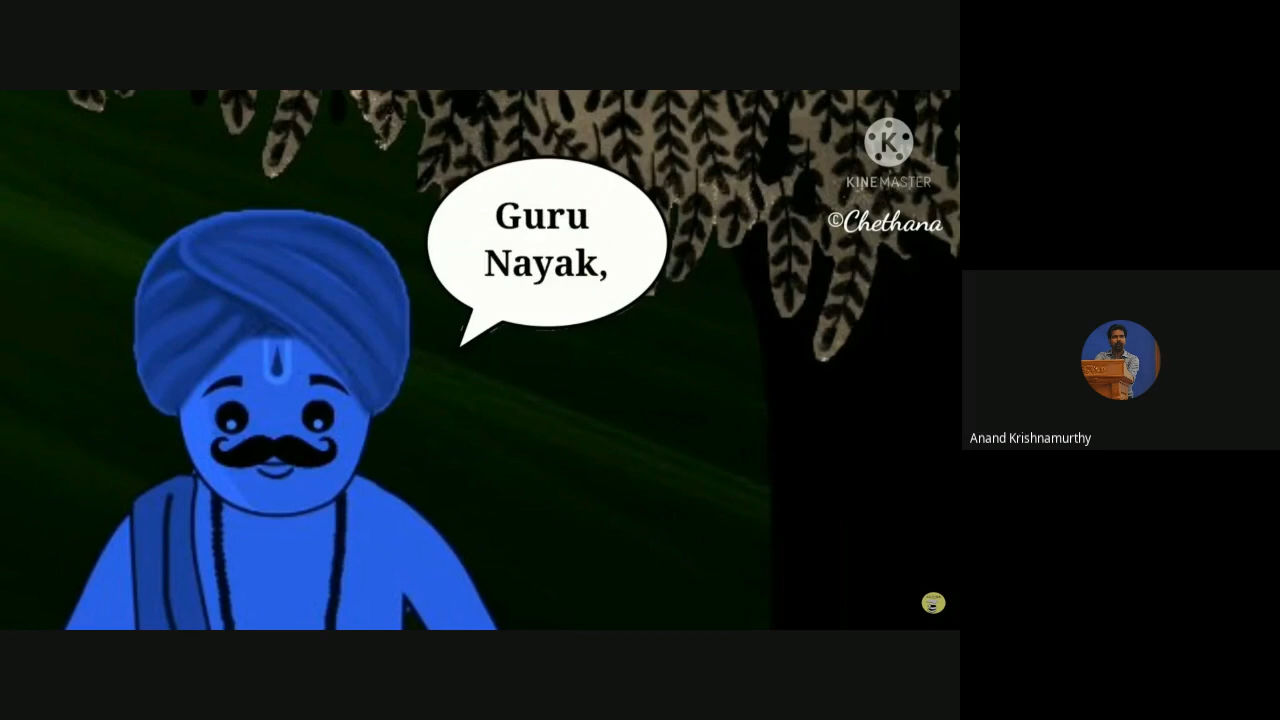 Guru
Nayak,
K
KINEMASTER
©Chethana
Anand Krishnamurthy